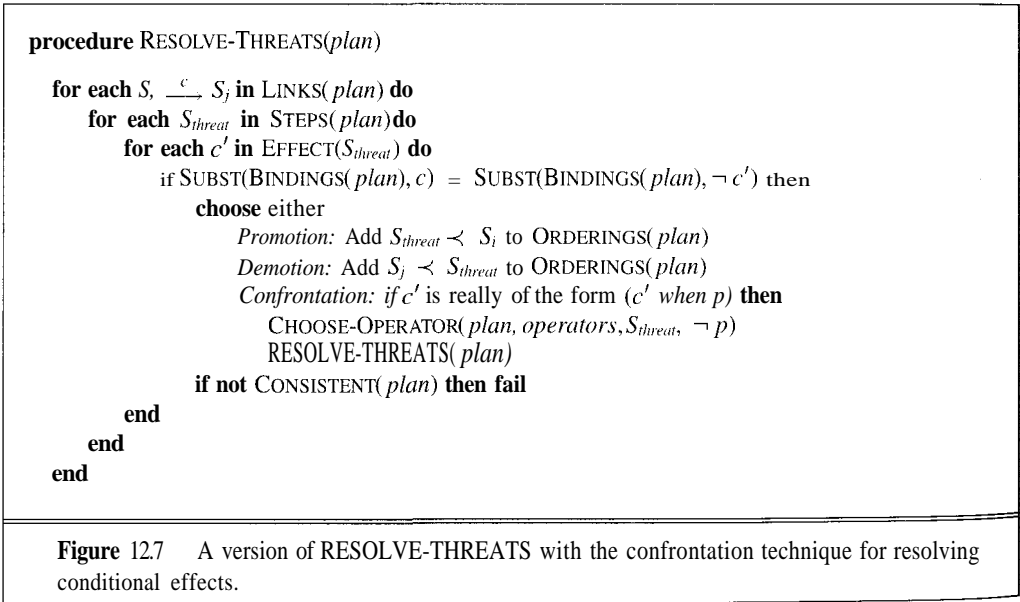 procedure RESOLVE-THREATS(plan)
for each S, —c→ Sj in LINKS( plan) do
for each Sthreat in STEPS(plan)do
for each c′ in EFFECT(Sthreat) do
if SUBST(BINDINGS( plan), c) = SUBST(BINDINGS( plan), ¬ c′) then
choose either
Promotion: Add Sthreat ≺ Si to ORDERINGS( plan)
Demotion: Add Sj ≺ Sthreat to ORDERINGS( plan)
Confrontation: if c′ is really of the form (c′ when p) then
CHOOSE-OPERATOR( plan, operators, Sthreat, ¬ p)
RESOLVE-THREATS( plan)
if not CONSISTENT( plan) then fail
end
end
end
Figure 12.7 A version of RESOLVE-THREATS with the confrontation technique for resolving
conditional effects.